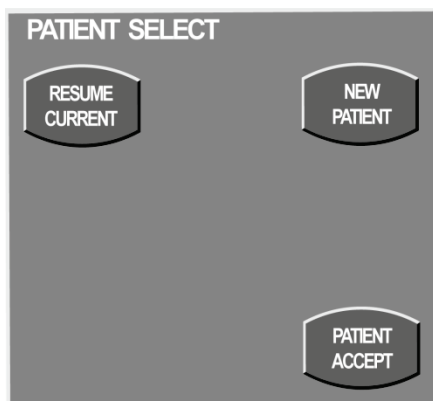 PATIENT SELECT
RESUME
CURRENT
NEW
PATIENT
PATIENT
ACCEPT